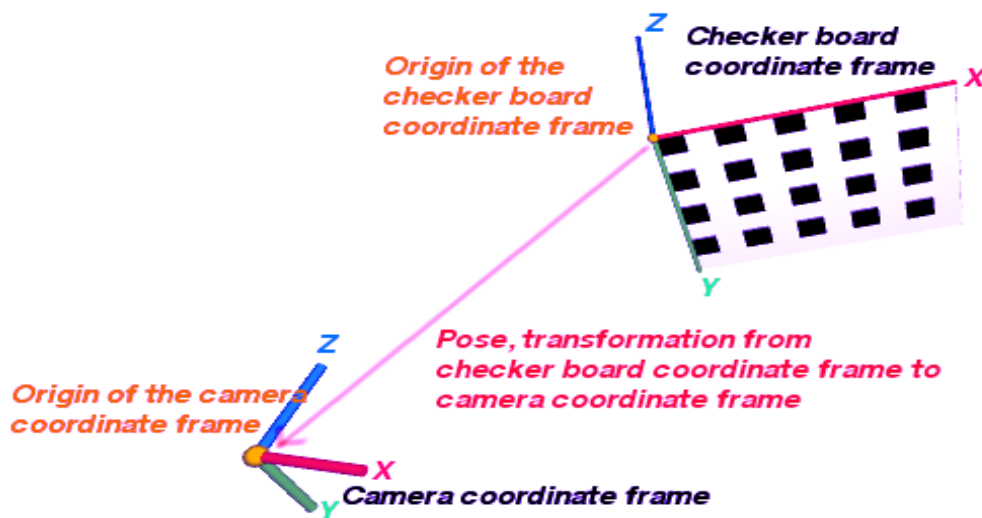 Z
Checker board
coordinate frame
X
Origin of the
checker board
coordinate frame
Y
Pose, transformation from
checker board coordinate frame to
camera coordinate frame
Z
Origin of the camera
coordinate frame
X
Y
Camera coordinate frame